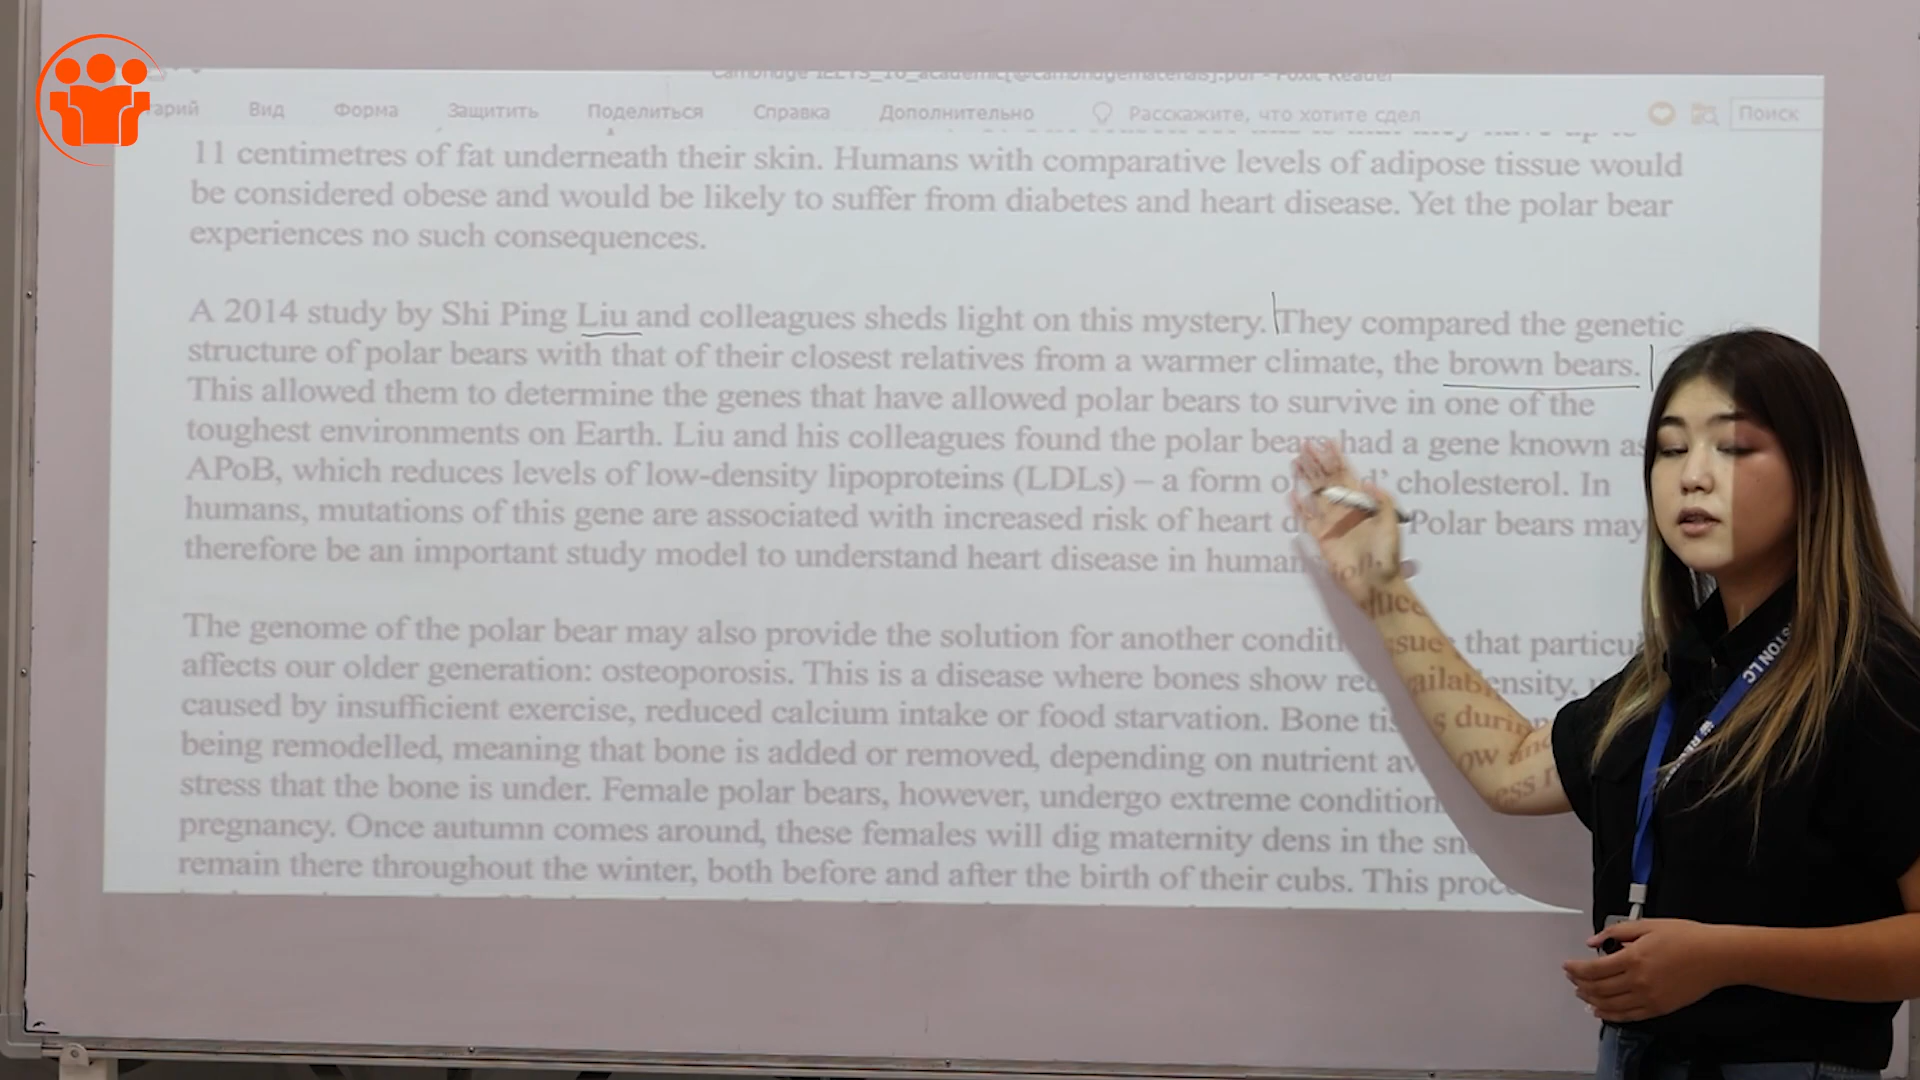 Cambridge IELTS_16_academic[@cambridgematerials].pdf - Foxit Reader
Вид Форма Защитить Поделиться Справка Дополнительно Расскажите, что хотите сдел Поиск
11 centimetres of fat underneath their skin. Humans with comparative levels of adipose tissue would
be considered obese and would be likely to suffer from diabetes and heart disease. Yet the polar bear
experiences no such consequences.
A 2014 study by Shi Ping Liu and colleagues sheds light on this mystery. They compared the genetic
structure of polar bears with that of their closest relatives from a warmer climate, the brown bears.
This allowed them to determine the genes that have allowed polar bears to survive in one of the
toughest environments on Earth. Liu and his colleagues found the polar bears had a gene known as
APoB, which reduces levels of low-density lipoproteins (LDLs) – a form cholesterol. In
humans, mutations of this gene are associated with increased risk of heart Polar bears may
therefore be an important study model to understand heart disease in
The genome of the polar bear may also provide the solution for another that
affects our older generation: osteoporosis. This is a disease where bones show
caused by insufficient exercise, reduced calcium intake or food starvation. Bone
being remodelled, meaning that bone is added or removed, depending on nutrient
stress that the bone is under. Female polar bears, however, undergo extreme
pregnancy. Once autumn comes around, these females will dig maternity dens in the
remain there throughout the winter, both before and after the birth of their cubs. This
LC